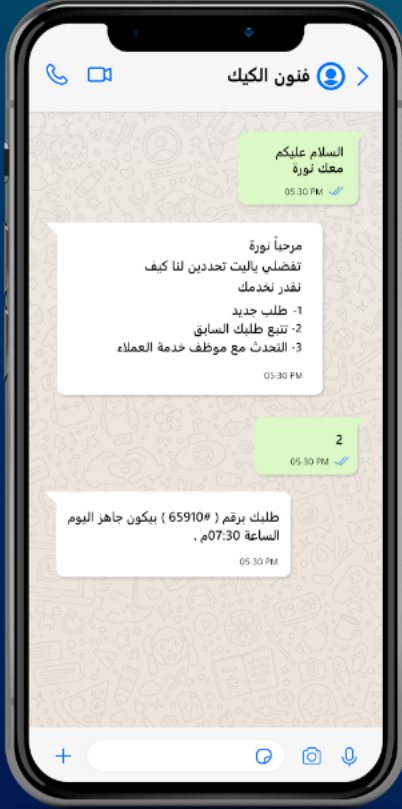 فنون الكيك
السلام عليكم
معك نورة
05:30 PM
مرحباً نورة
تفضلي ياليت تحددين لنا كيف
نقدر نخدمك
1- طلب جديد
2- تتبع طلبك السابق
3- التحدث مع موظف خدمة العملاء
05:30 PM
2
05:30 PM
طلبك برقم ( #65910 ) بيكون جاهز اليوم
الساعة 07:30م .
05:30 PM